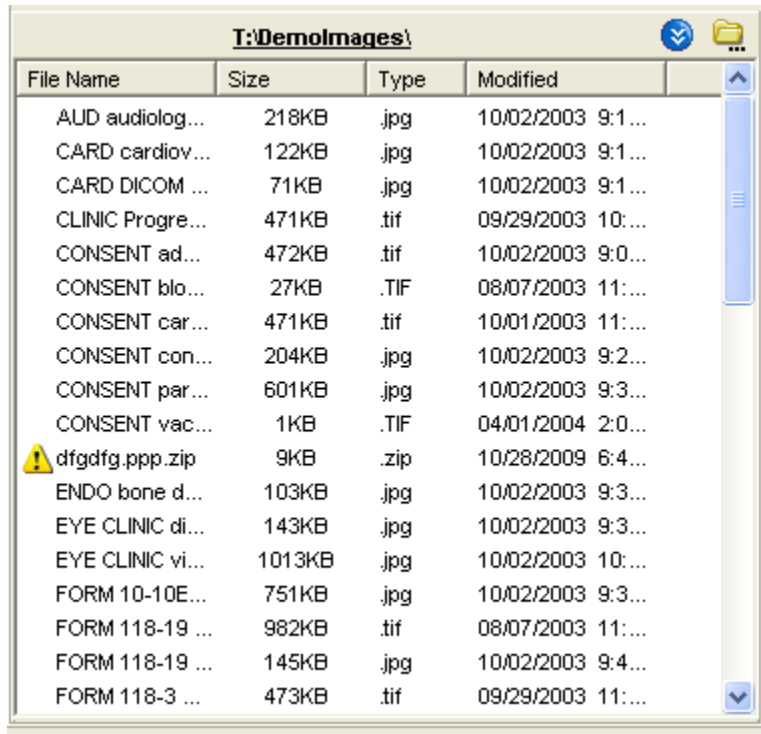 T:\DemoImages\
File Name Size Type Modified
AUD audiolog... 218KB .jpg 10/02/2003 9:1...
CARD cardiov... 122KB .jpg 10/02/2003 9:1...
CARD DICOM ... 71KB .jpg 10/02/2003 9:1...
CLINIC Progre... 471KB .tif 09/29/2003 10:...
CONSENT ad... 472KB .tif 10/02/2003 9:0...
CONSENT blo... 27KB .TIF 08/07/2003 11:...
CONSENT car... 471KB .tif 10/01/2003 11:...
CONSENT con... 204KB .jpg 10/02/2003 9:2...
CONSENT par... 601KB .jpg 10/02/2003 9:3...
CONSENT vac... 1KB .TIF 04/01/2004 2:0...
dfgdfg.ppp.zip 9KB .zip 10/28/2009 6:4...
ENDO bone d... 103KB .jpg 10/02/2003 9:3...
EYE CLINIC di... 143KB .jpg 10/02/2003 9:3...
EYE CLINIC vi... 1013KB .jpg 10/02/2003 10:...
FORM 10-10E... 751KB .jpg 10/02/2003 9:3...
FORM 118-19 ... 982KB .tif 08/07/2003 11:...
FORM 118-19 ... 145KB .jpg 10/02/2003 9:4...
FORM 118-3 ... 473KB .tif 09/29/2003 11:...